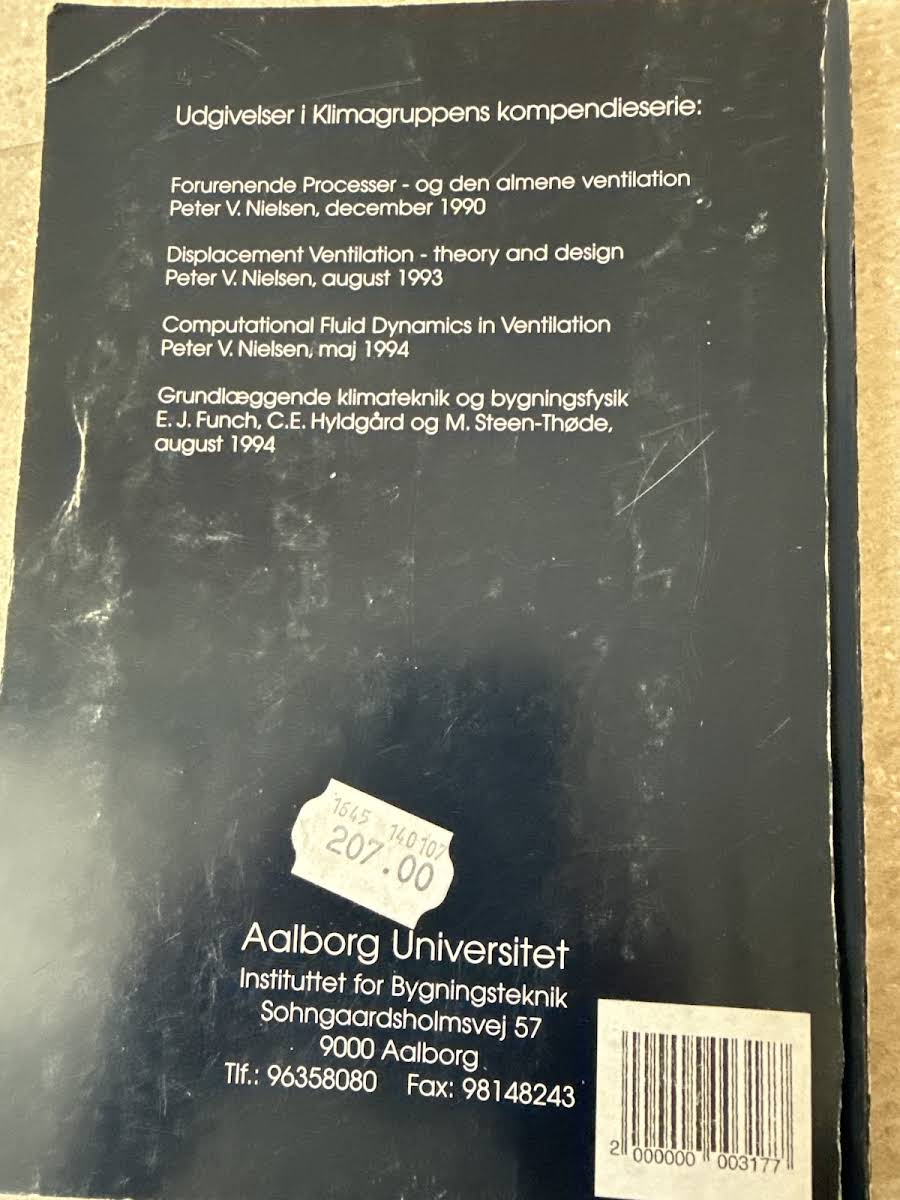 Udgivelser i Klimagruppens kompendieserie:
Forurenende Processer - og den almene ventilation
Peter V. Nielsen, december 1990
Displacement Ventilation - theory and design
Peter V. Nielsen, august 1993
Computational Fluid Dynamics in Ventilation
Peter V. Nielsen, maj 1994
Grundlæggende klimateknik og bygningsfysik
E. J. Funch, C.E. Hyldgård og M. Steen-Thøde,
august 1994
1645 140107
207.00
Aalborg Universitet
Instituttet for Bygningsteknik
Sohngaardsholmsvej 57
9000 Aalborg
Tlf.: 96358080 Fax: 98148243
2 000000 003177